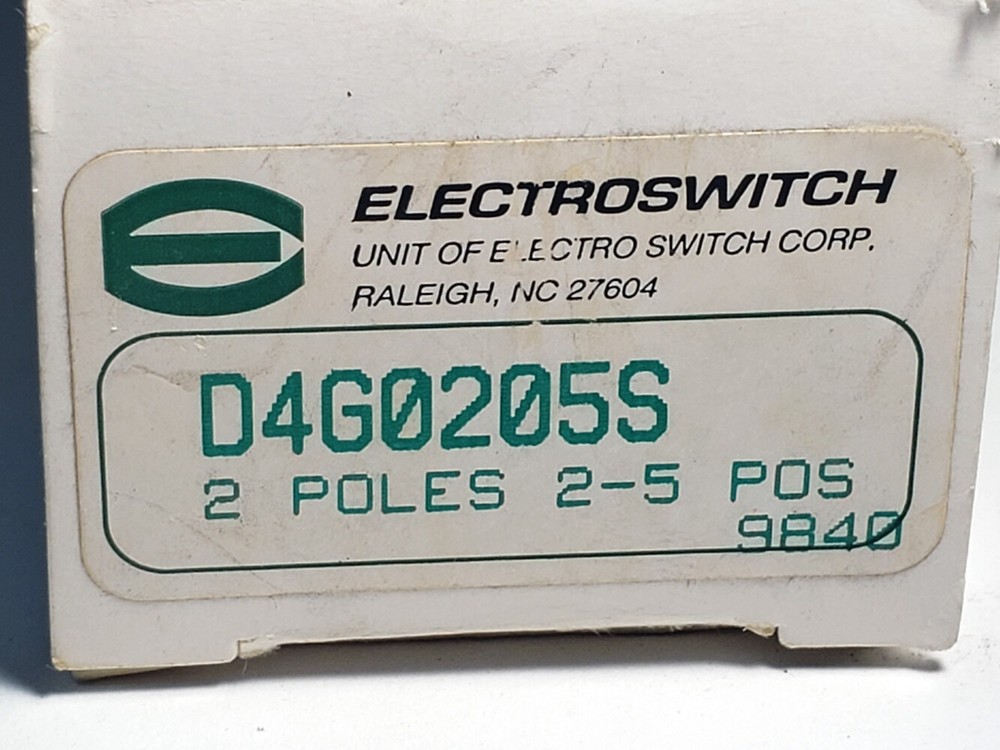 ELECTROSWITCH
UNIT OF ELECTRO SWITCH CORP.
RALEIGH, NC 27604
D4G0205S
2 POLES 2-5 POS
9840